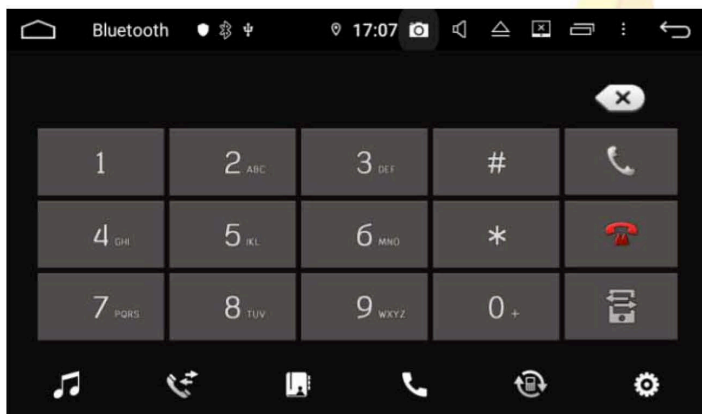 Bluetooth 17:07
1 2 ABC 3 DEF #
4 GHI 5 JKL 6 MNO *
7 PQRS 8 TUV 9 WXYZ 0 +